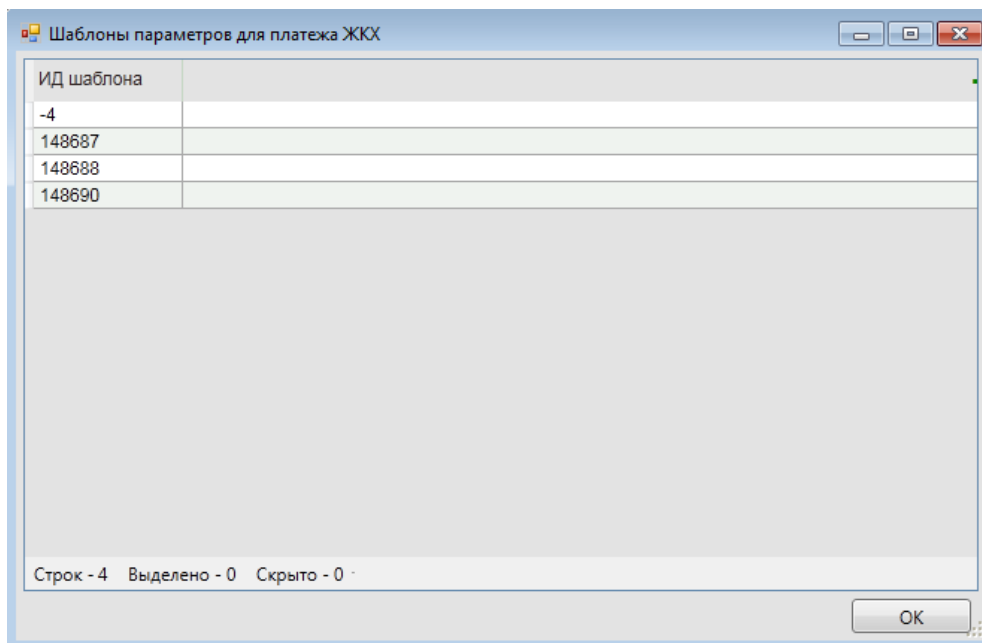 Шаблоны параметров для платежа ЖКХ
ИД шаблона
-4
148687
148688
148690
Строк - 4 Выделено - 0 Скрыто - 0
OK